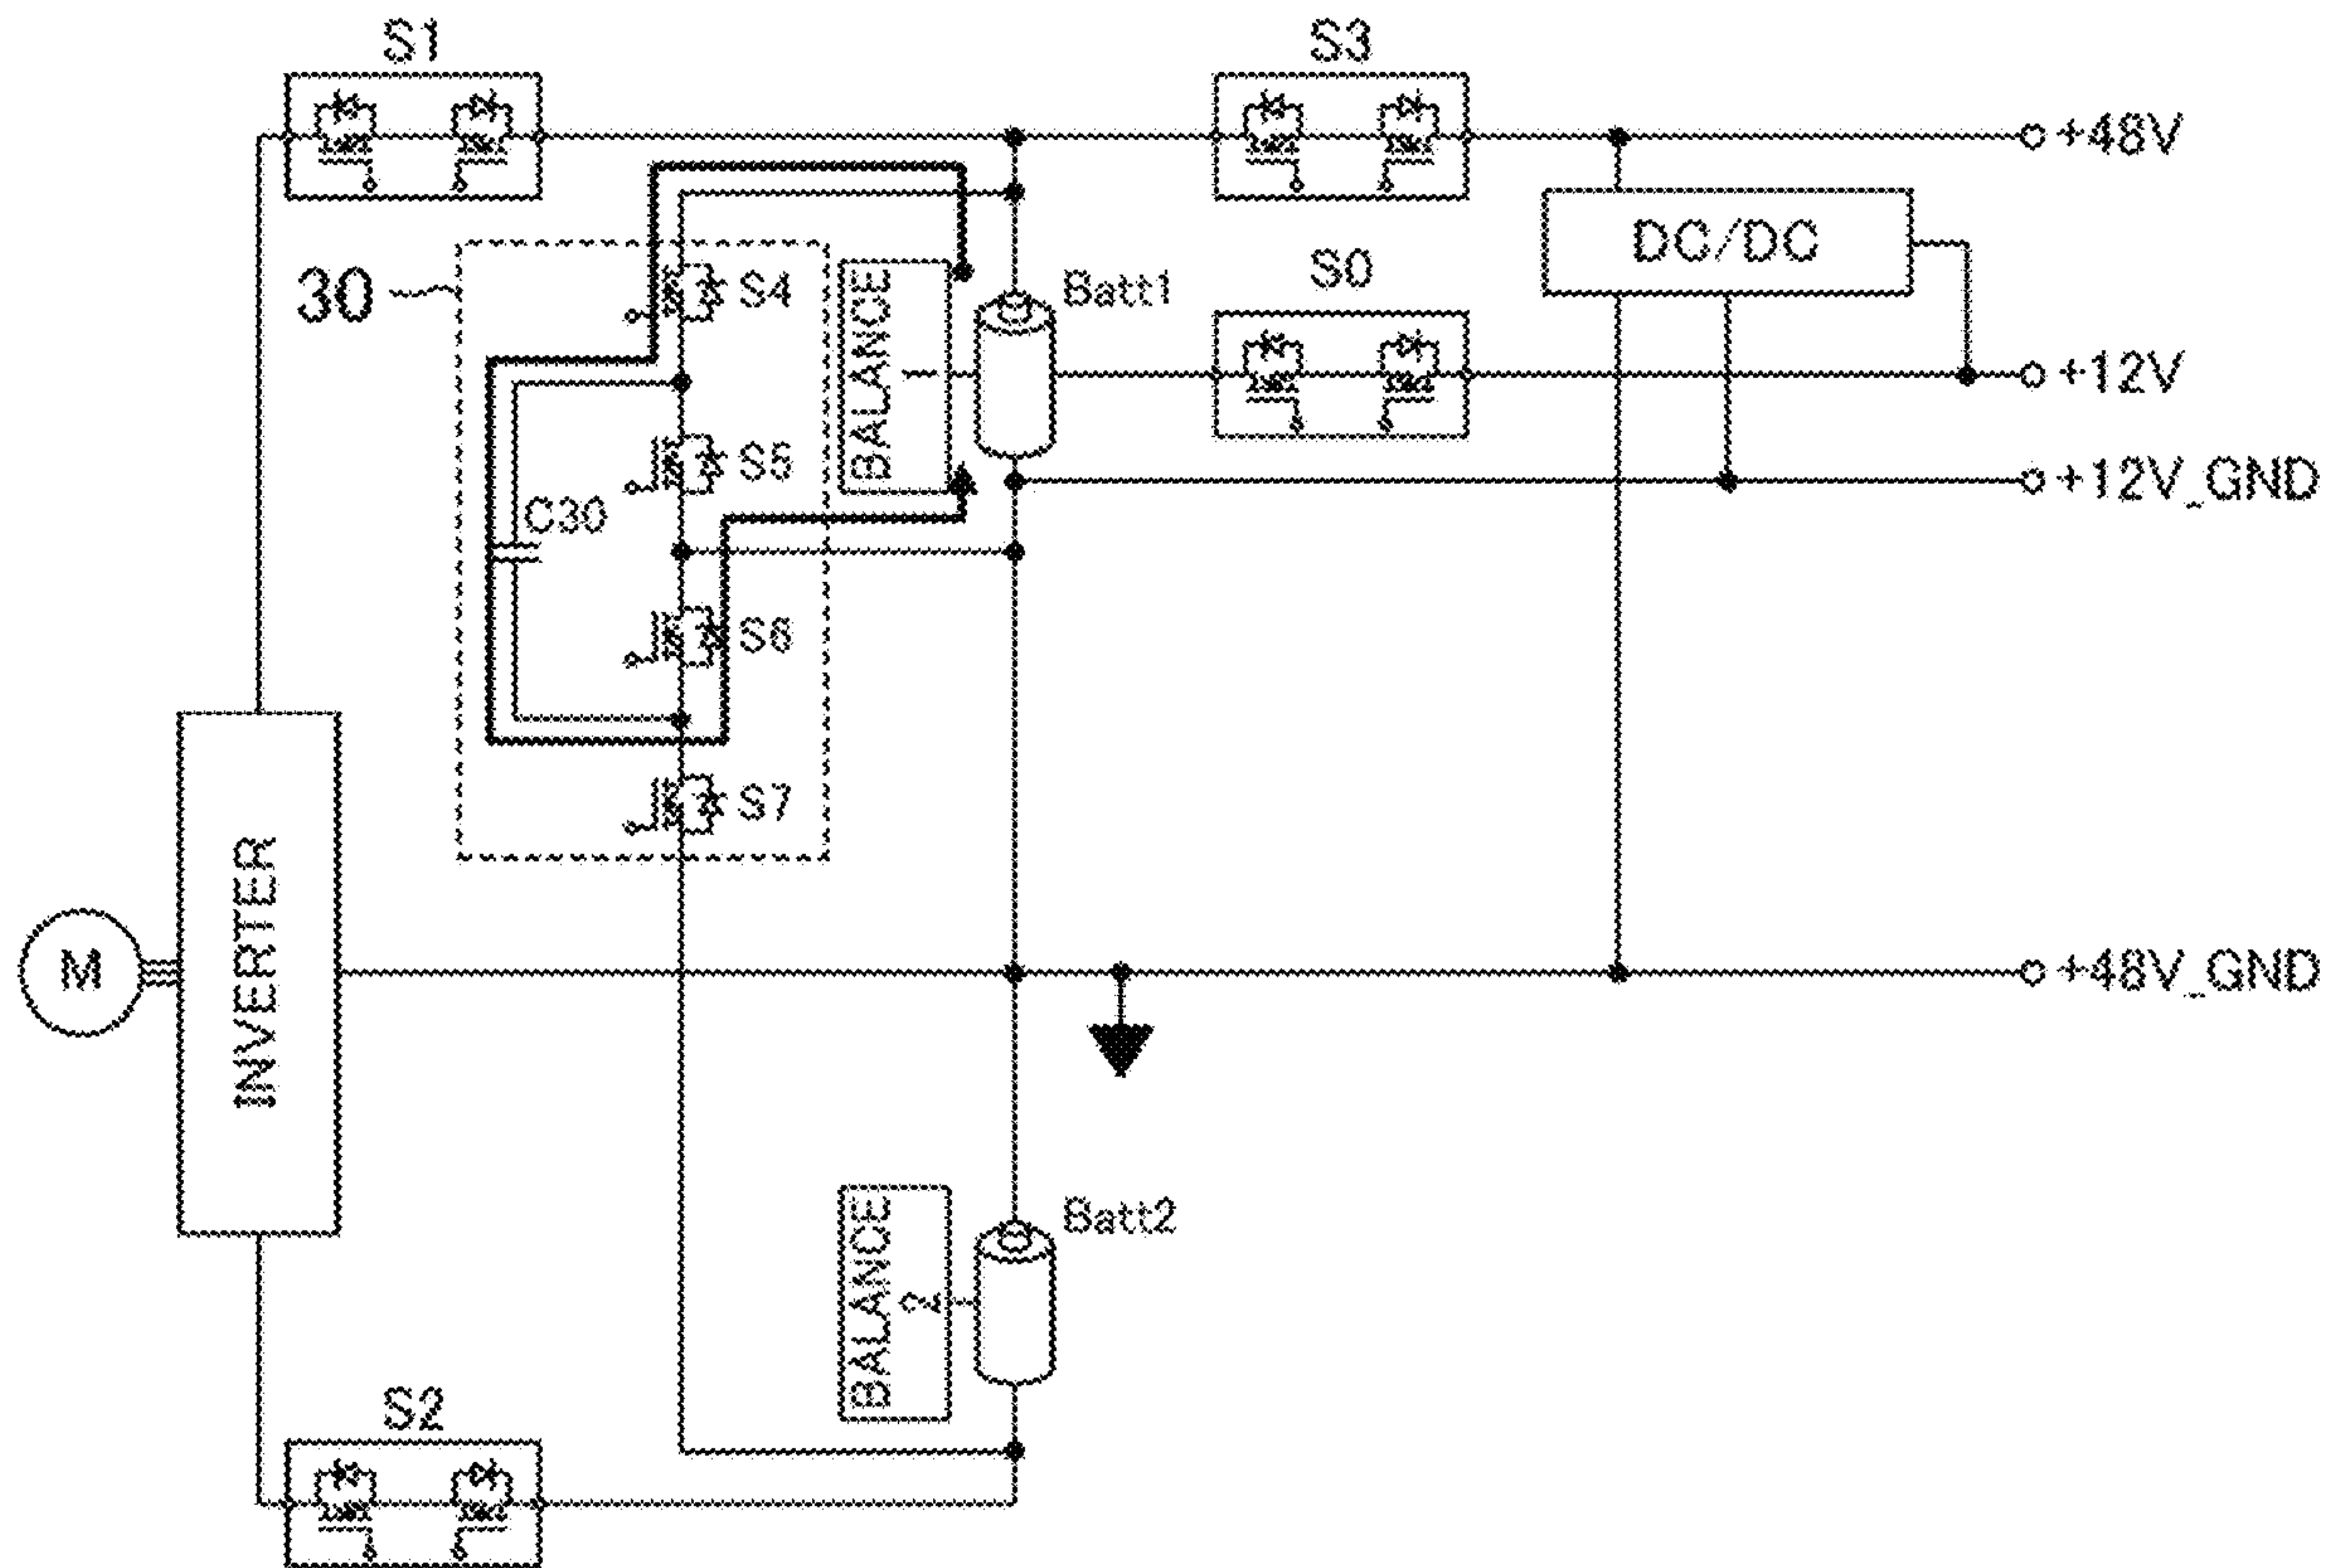 S1
S3
+48V
DC/DC
S0
30
S4
BALANCE
1
Batt1
+12V
S5
+12V_GND
C30
S6
S7
INVERTER
M
+48V_GND
Batt2
BALANCE
2
S2